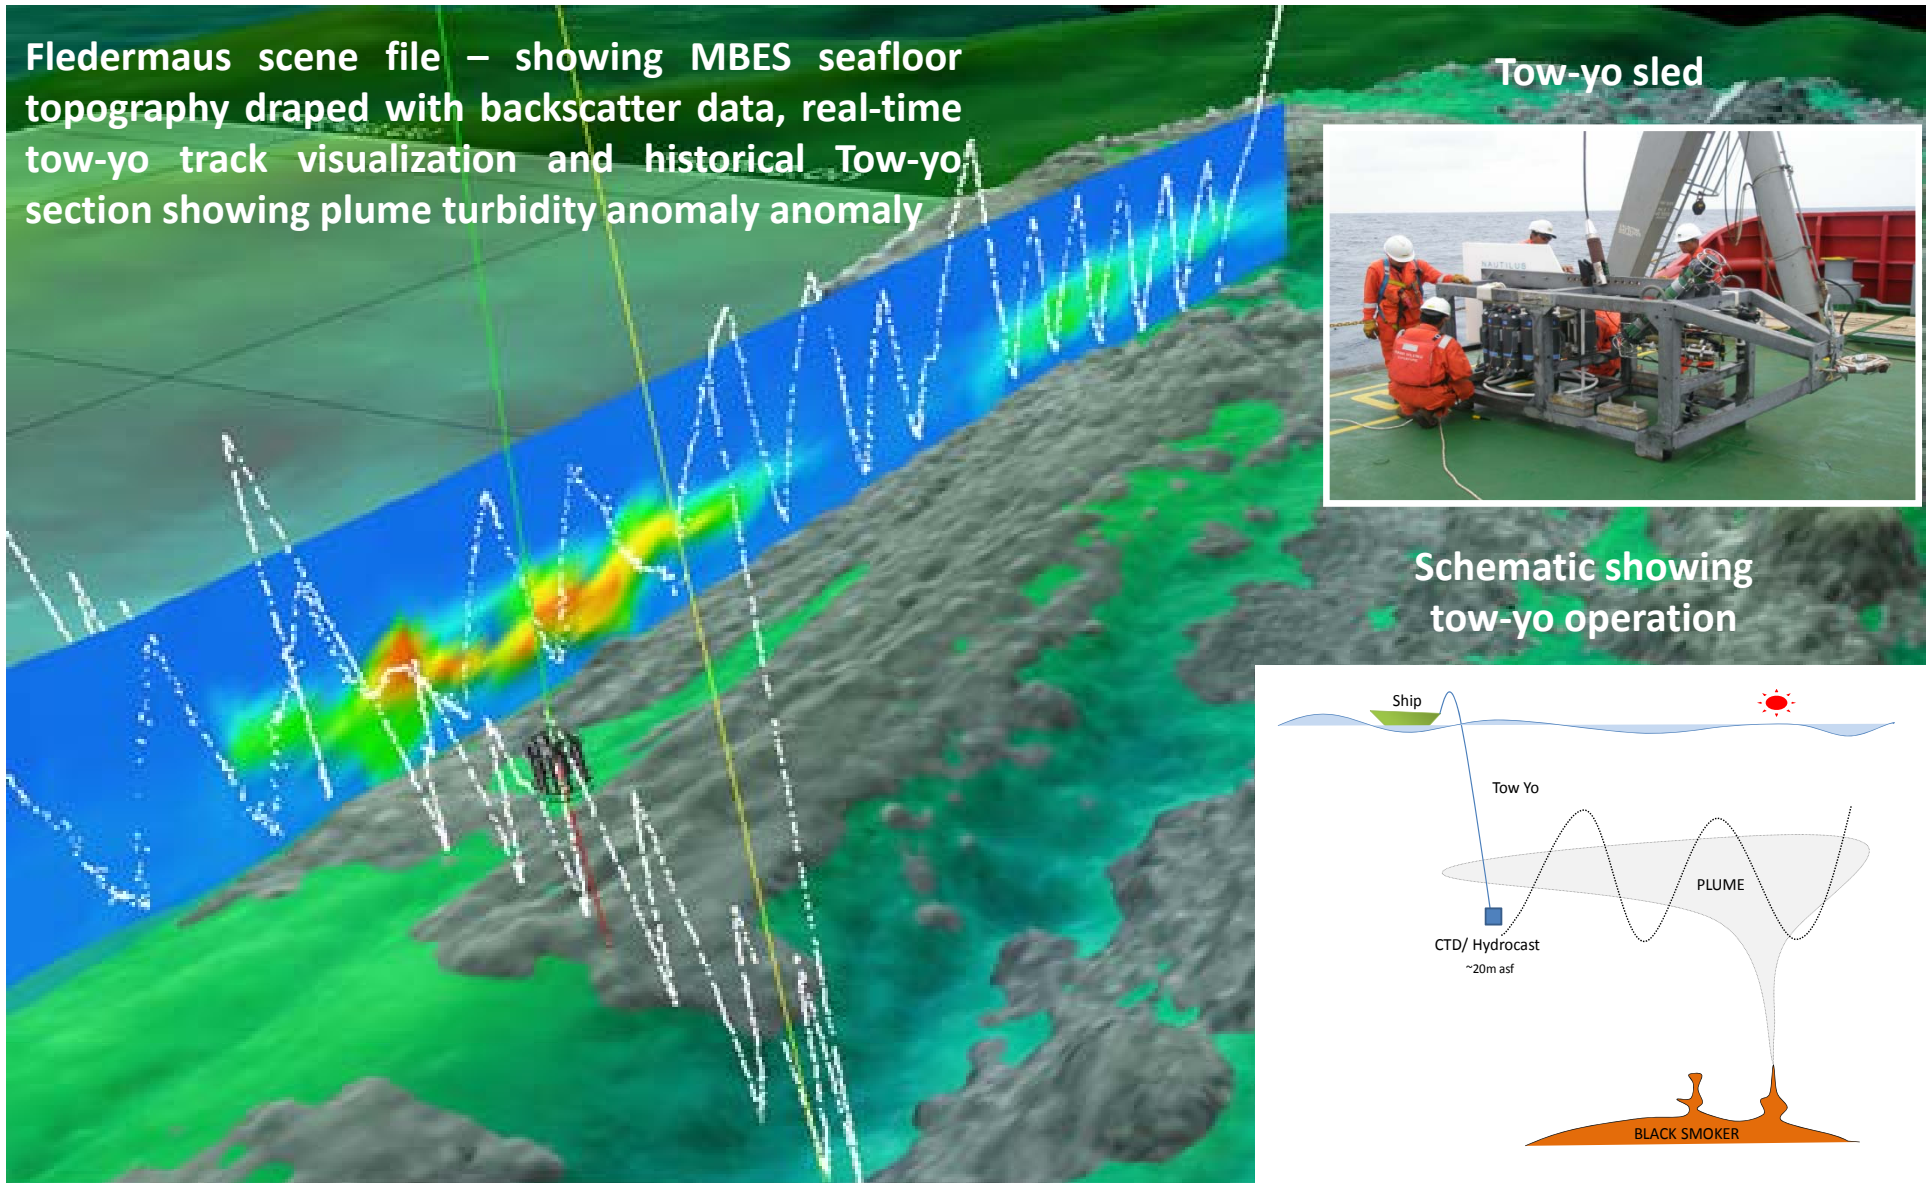 Fledermaus scene file – showing MBES seafloor
topography draped with backscatter data, real-time
tow-yo track visualization and historical Tow-yo
section showing plume turbidity anomaly anomaly
Tow-yo sled
NAUTILUS
Schematic showing
tow-yo operation
Ship
Tow Yo
PLUME
CTD/ Hydrocast
~20m asf
BLACK SMOKER